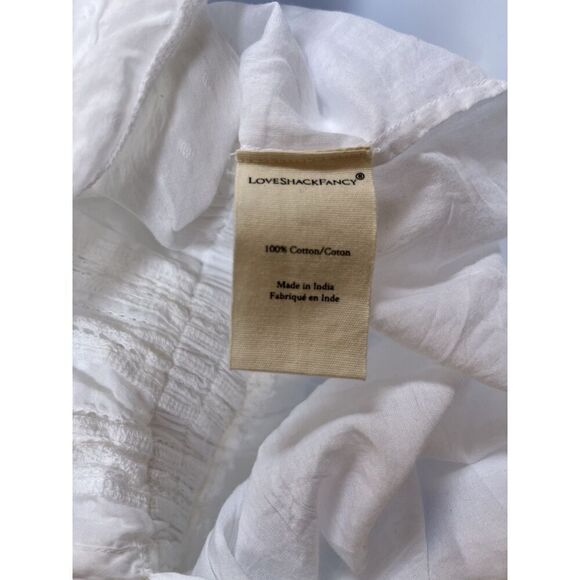 LOVESHACKFANCY®
100% Cotton/Coton
Made in India
Fabriqué en Inde